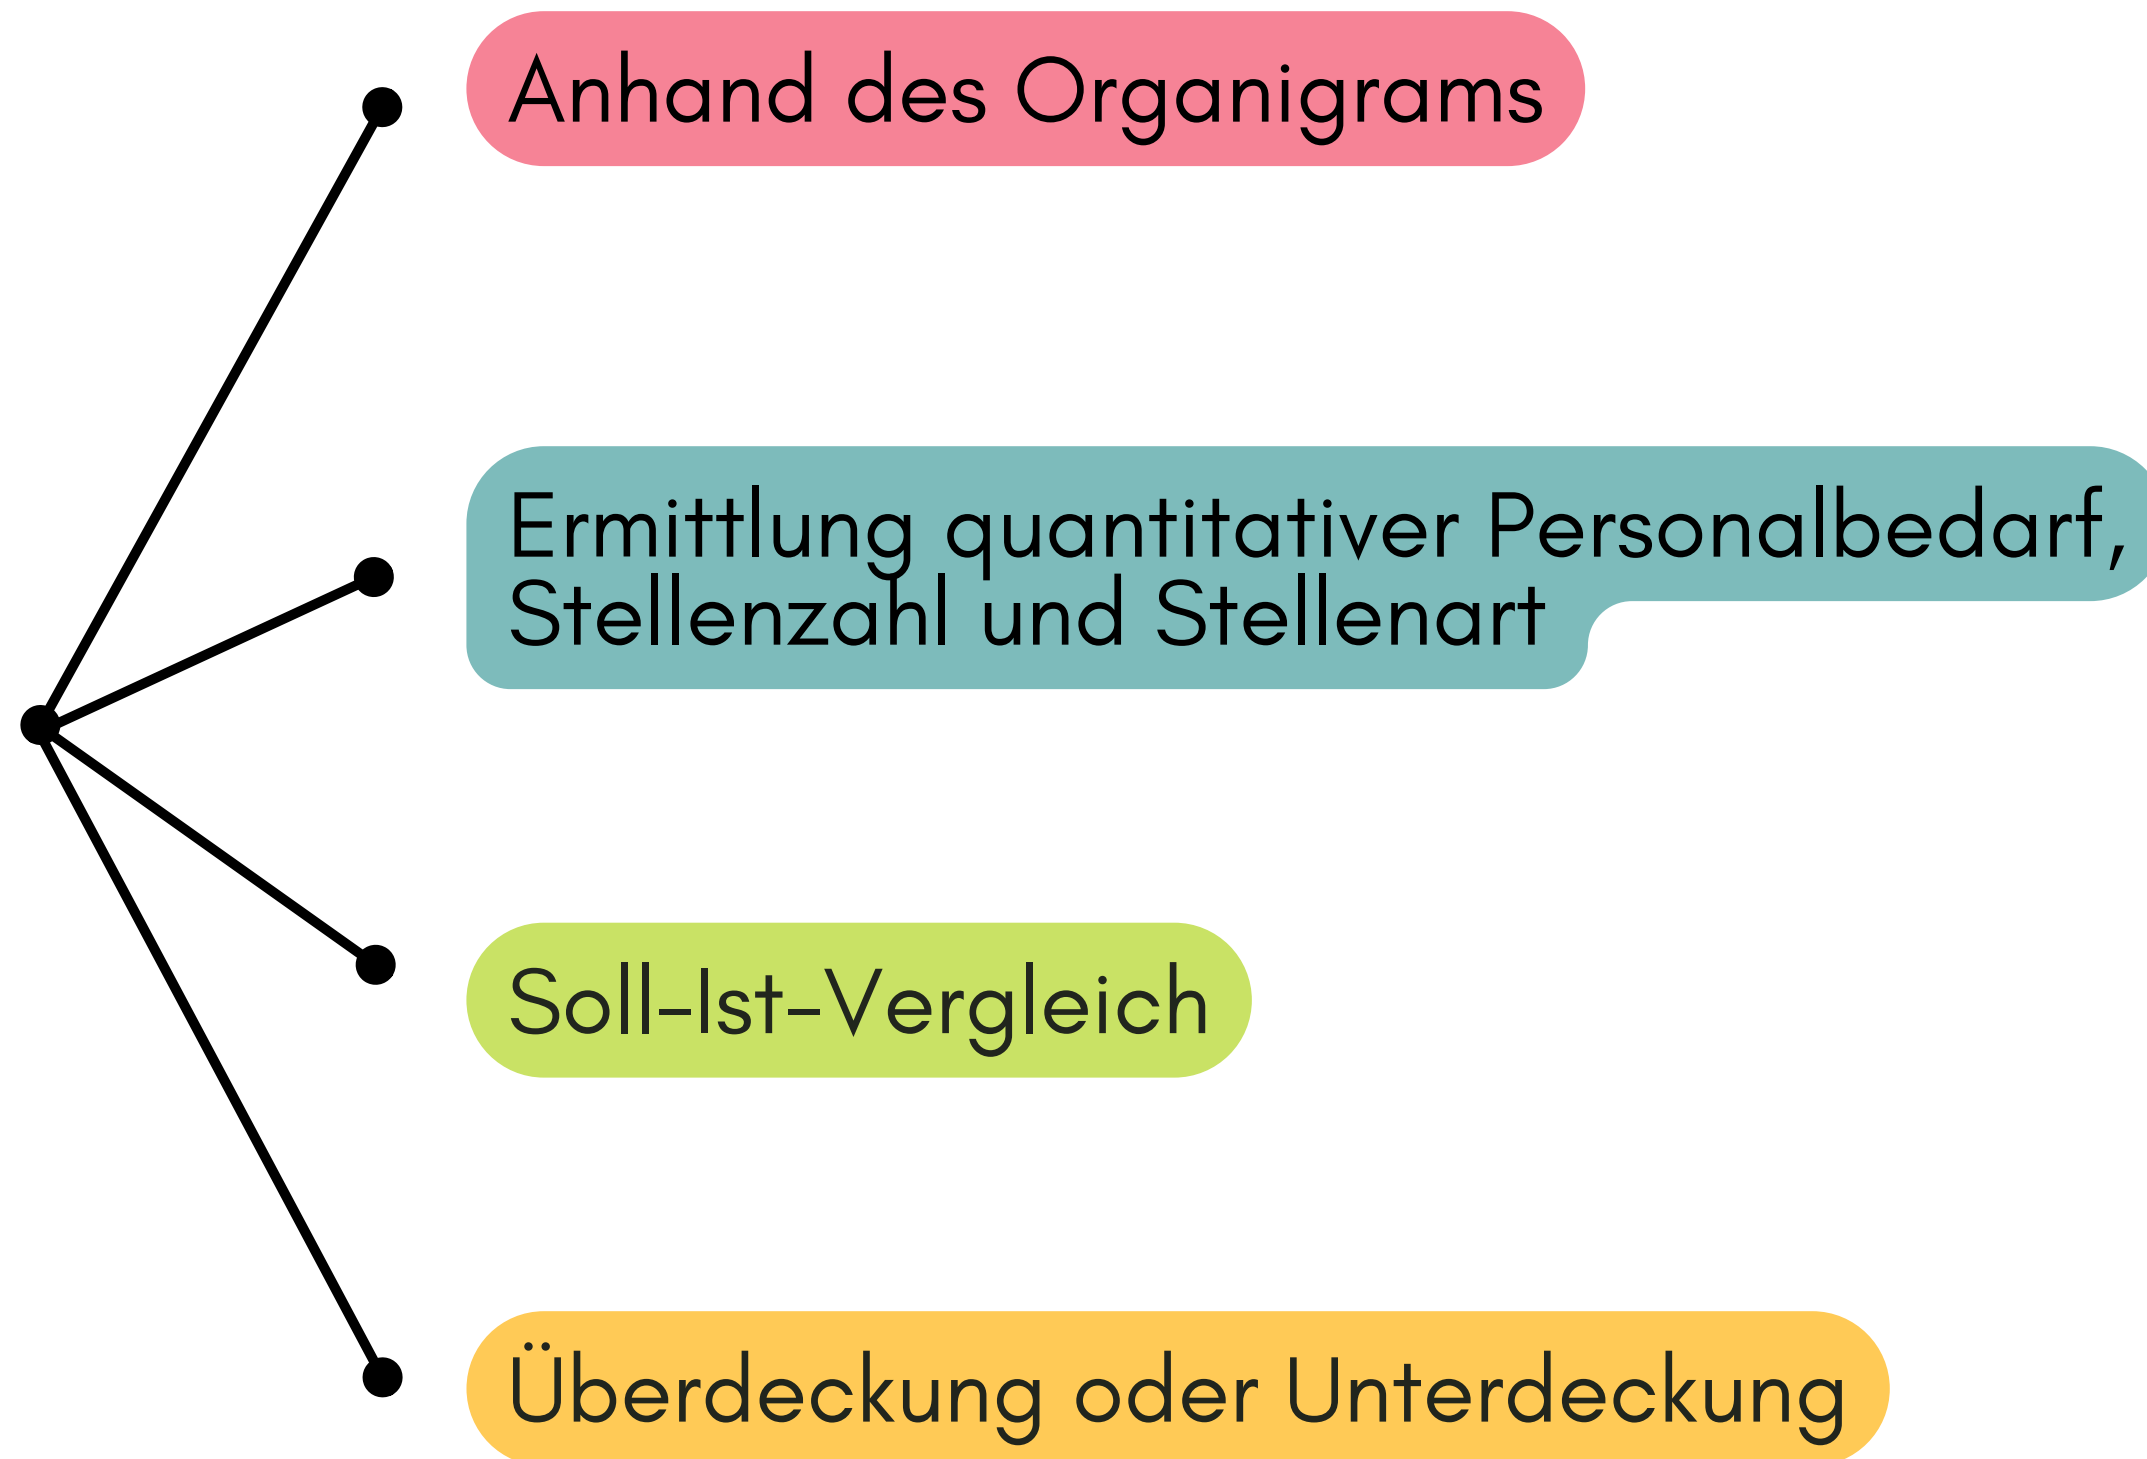 Anhand des Organigrams
Ermittlung quantitativer Personalbedarf,
Stellenzahl und Stellenart
Soll-Ist-Vergleich
Überdeckung oder Unterdeckung